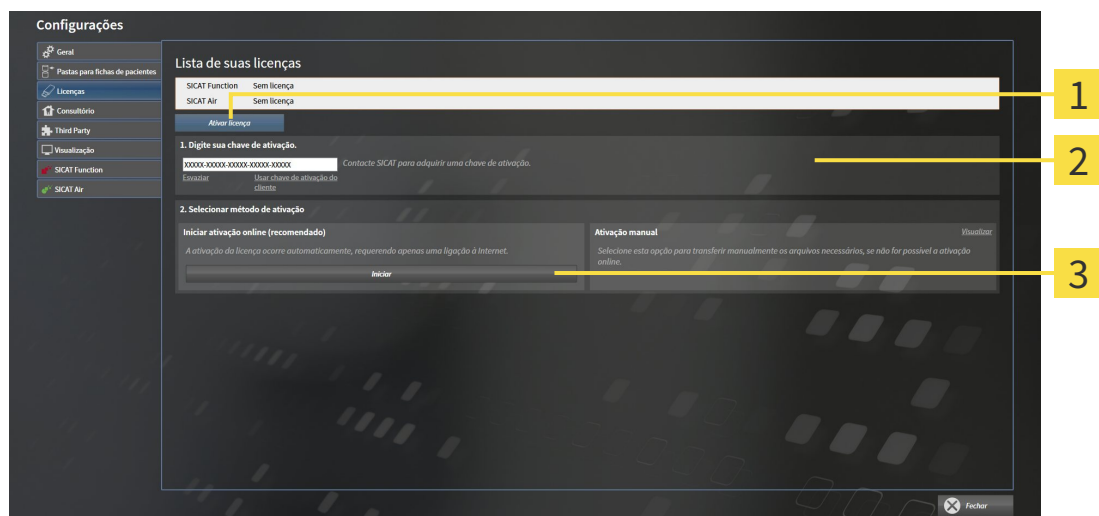 Configurações
Geral
Pastas para fichas de pacientes
Licenças
Consultório
Third Party
Visualização
SICAT Function
SICAT Air
Lista de suas licenças
SICAT Function Sem licença
SICAT Air Sem licença
Ativar licença
1. Digite sua chave de ativação.
XXXXX-XXXXX-XXXXX-XXXXX-XXXXX
Contacte SICAT para adquirir uma chave de ativação.
Esvaziar
Usar chave de ativação do
cliente
2. Selecionar método de ativação
Iniciar ativação online (recomendado)
A ativação da licença ocorre automaticamente, requerendo apenas uma ligação à Internet.
Iniciar
Ativação manual
Visualizar
Selecione esta opção para transferir manualmente os arquivos necessários, se não for possível a ativação
online.
Fechar
1
2
3